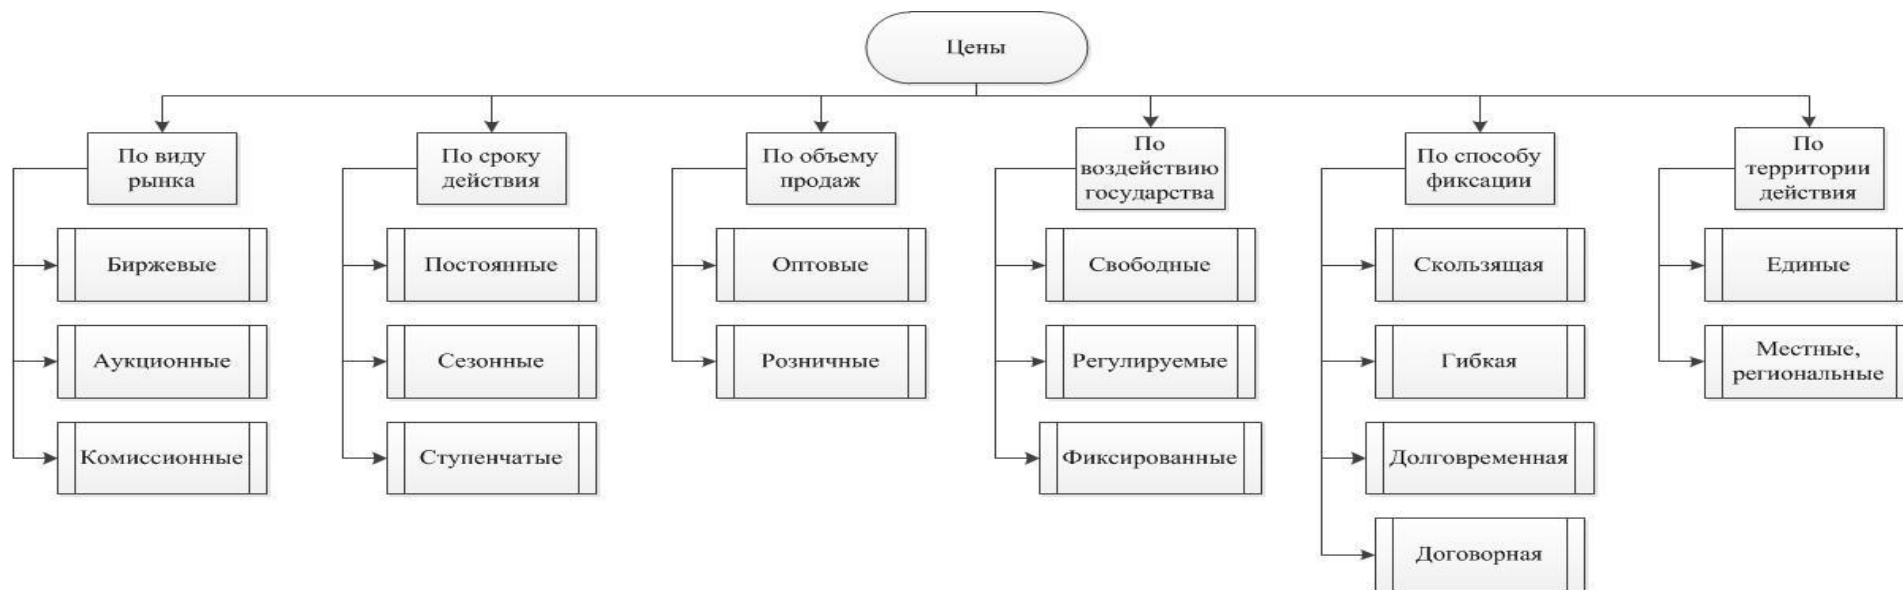 Цены
По виду
рынка
Биржевые
Аукционные
Комиссионные
По сроку
действия
Постоянные
Сезонные
Ступенчатые
По объему
продаж
Оптовые
Розничные
По
воздействию
государства
Свободные
Регулируемые
Фиксированные
По способу
фиксации
Скользящая
Гибкая
Долговременная
Договорная
По
территории
действия
Единые
Местные,
региональные